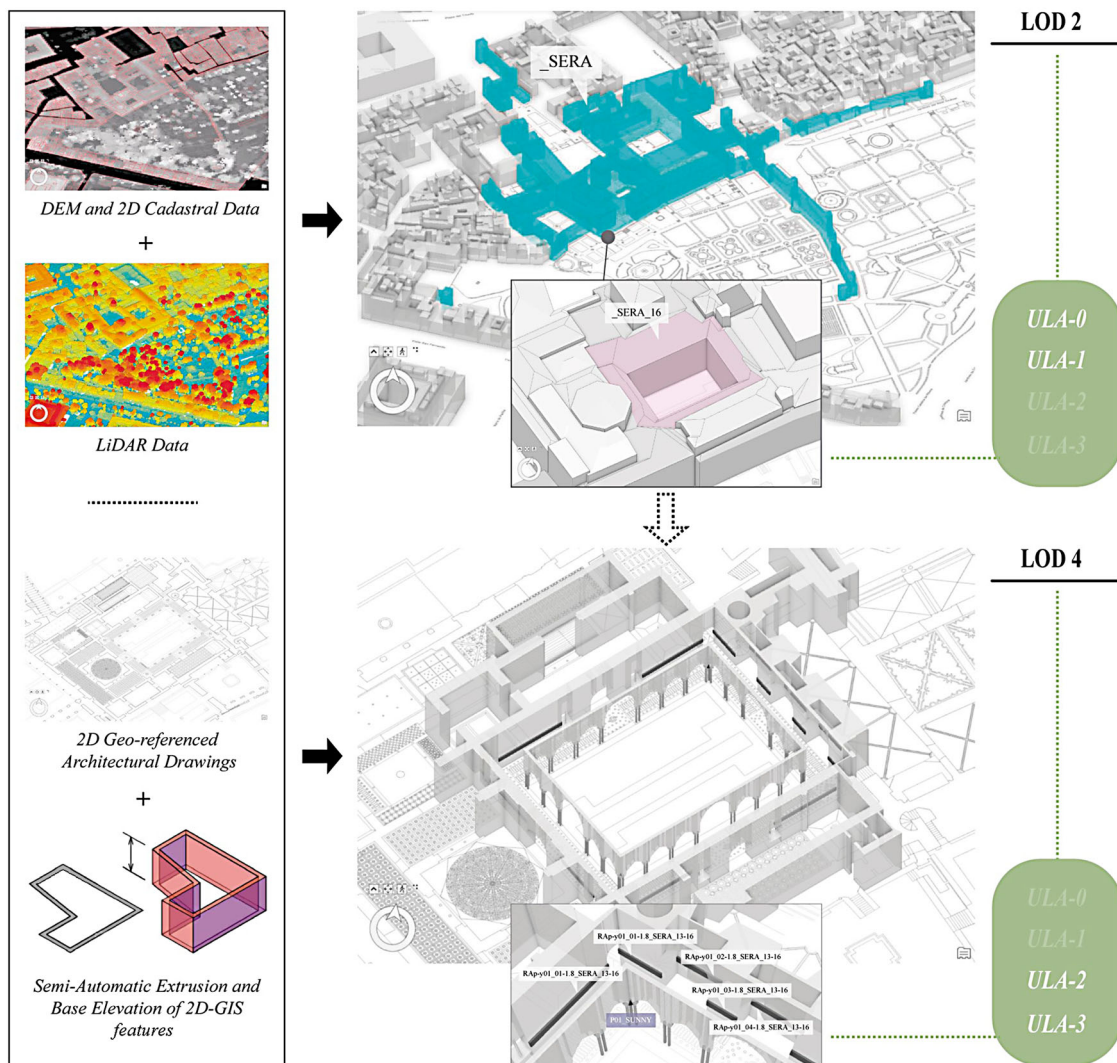 DEM and 2D Cadastral Data
+
LiDAR Data
2D Geo-referenced
Architectural Drawings
+
Semi-Automatic Extrusion and
Base Elevation of 2D-GIS
features
_SERA
_SERA_16
RAp-y01_01-1.8_SERA_13-16
RAp-y01_02-1.8_SERA_13-16
RAp-y01_01-1.8_SERA_13-16
RAp-y01_03-1.8_SERA_13-16
P01_SUNNY
RAp-y01_04-1.8_SERA_13-16
LOD 2
ULA-0
ULA-1
ULA-2
ULA-3
LOD 4
ULA-0
ULA-1
ULA-2
ULA-3